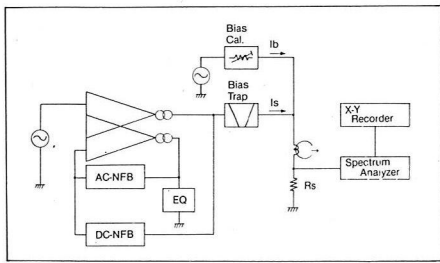 Bias
Cal.
Ib
Bias
Trap
Is
X-Y
Recorder
Spectrum
Analyzer
Rs
AC-NFB
EQ
DC-NFB